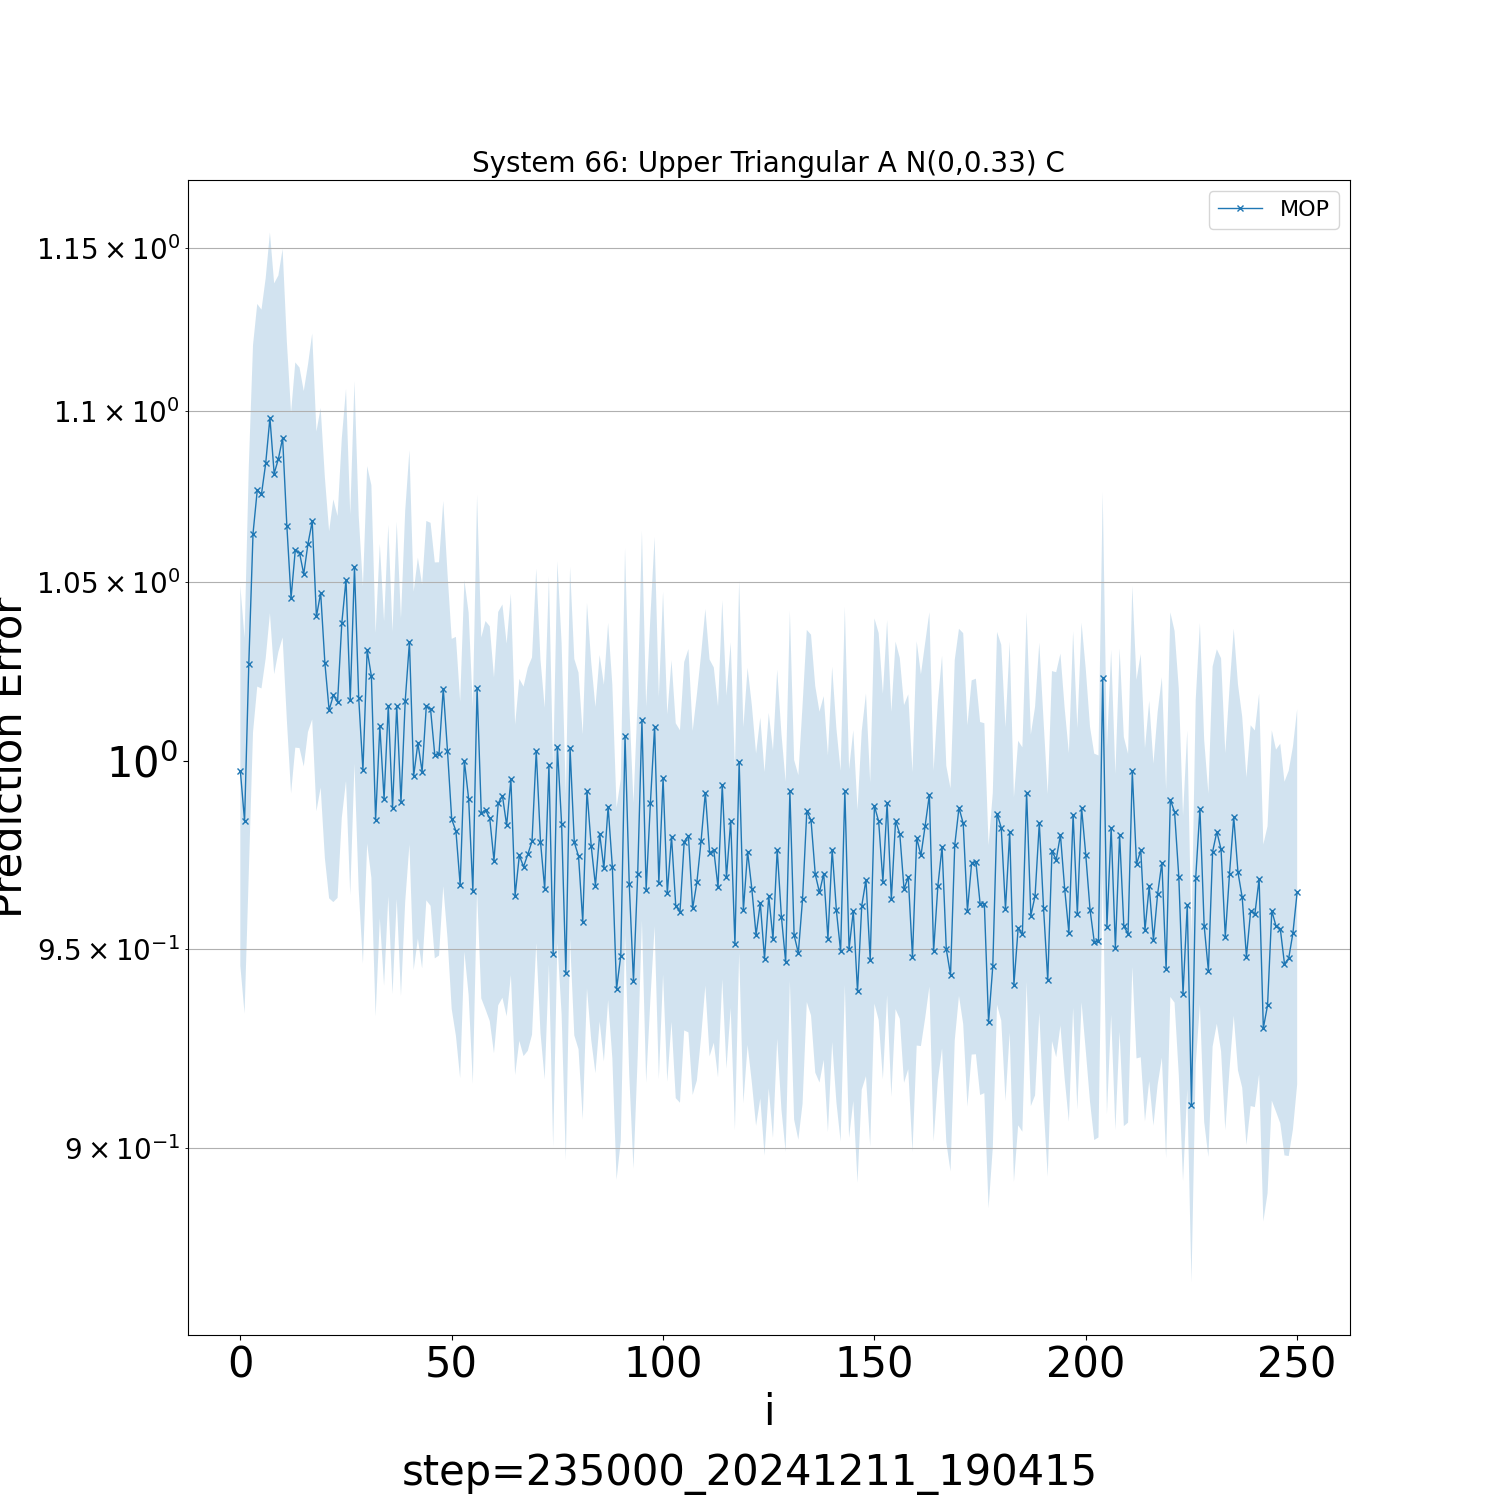 System 66: Upper Triangular A N(0,0.33) C
MOP
1.15 × 10⁰
1.1 × 10⁰
1.05 × 10⁰
10⁰
9.5 × 10⁻¹
9 × 10⁻¹
Prediction Error
0 50 100 150 200 250
i
step=235000_20241211_190415